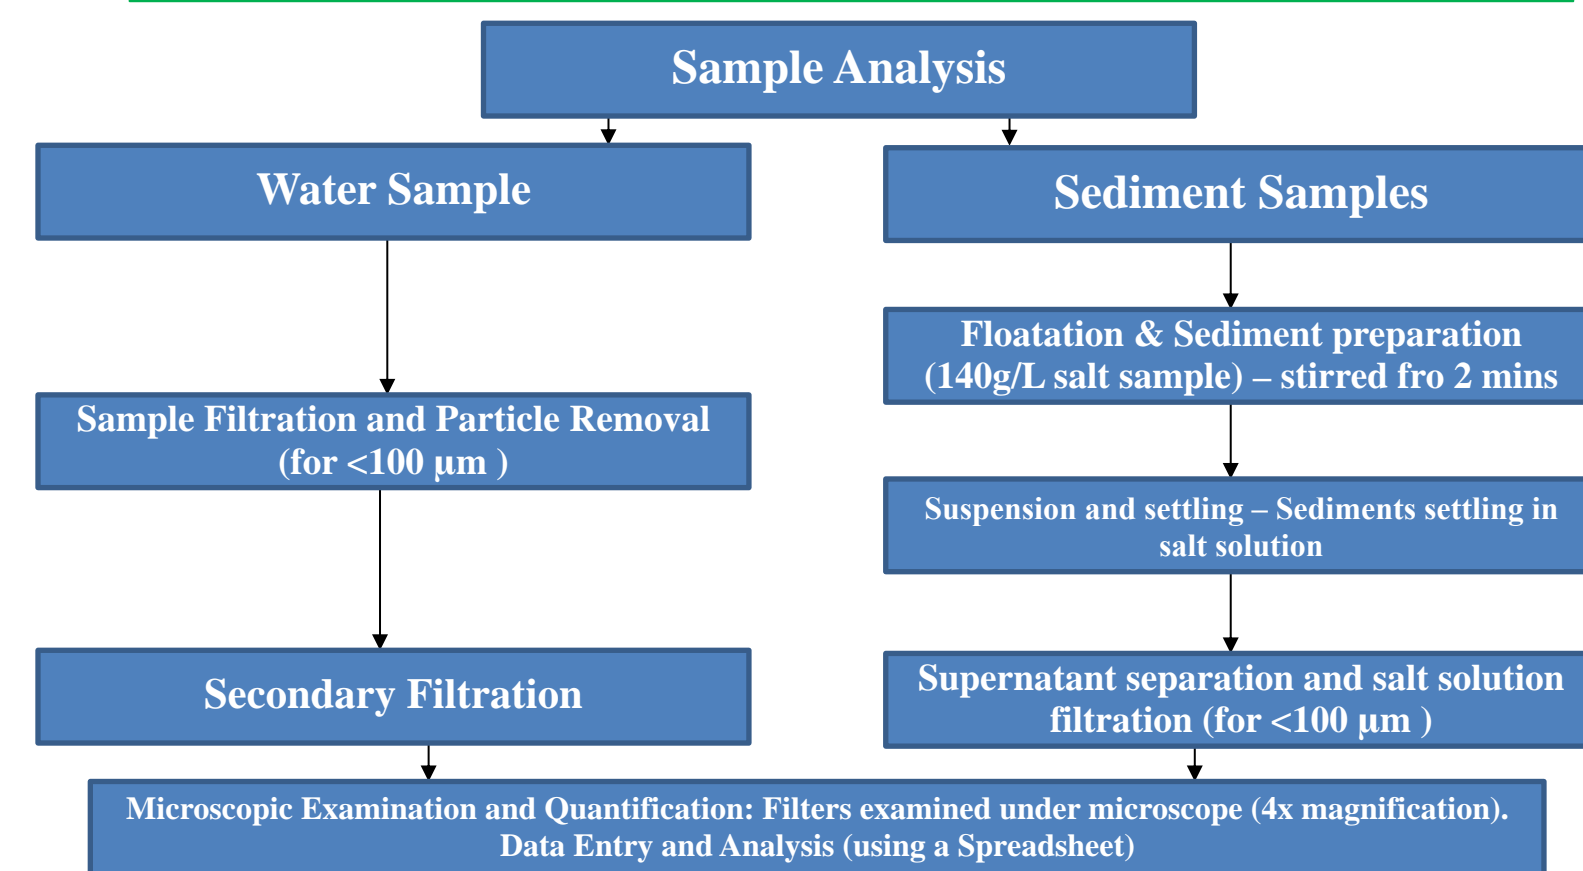 Sample Analysis
Water Sample
Sediment Samples
Floatation & Sediment preparation
(140g/L salt sample) – stirred fro 2 mins
Sample Filtration and Particle Removal
(for <100 µm )
Suspension and settling – Sediments settling in
salt solution
Secondary Filtration
Supernatant separation and salt solution
filtration (for <100 µm )
Microscopic Examination and Quantification: Filters examined under microscope (4x magnification).
Data Entry and Analysis (using a Spreadsheet)